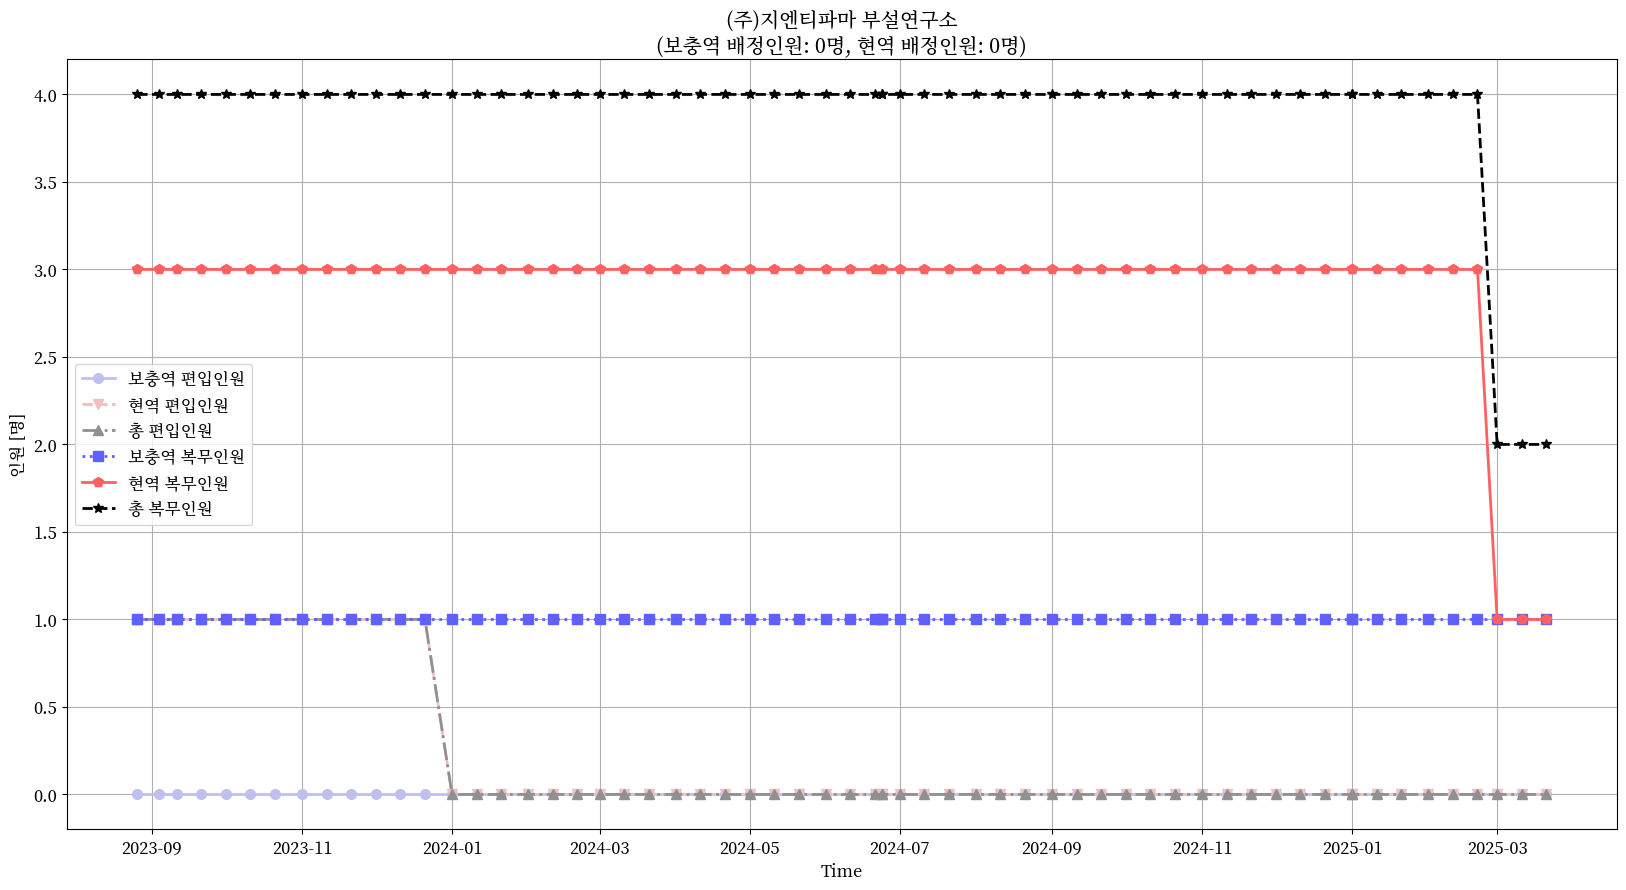 (주)지엔티파마 부설연구소
(보충역 배정인원: 0명, 현역 배정인원: 0명)
4.0
3.5
3.0
2.5
2.0
1.5
1.0
0.5
0.0
인원 [명]
보충역 편입인원
현역 편입인원
총 편입인원
보충역 복무인원
현역 복무인원
총 복무인원
2023-09 2023-11 2024-01 2024-03 2024-05 2024-07 2024-09 2024-11 2025-01 2025-03
Time